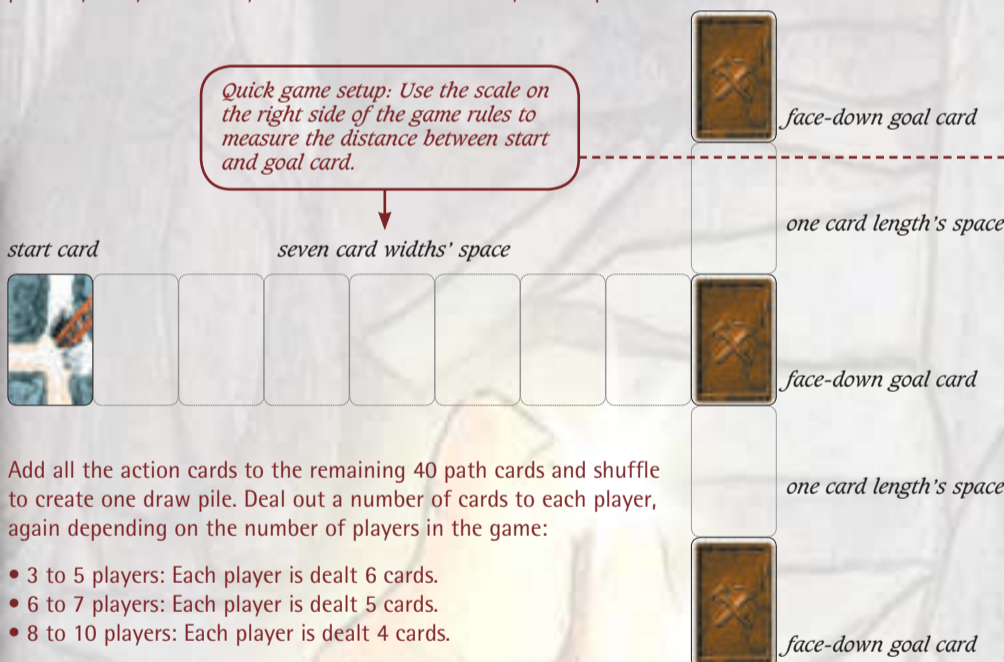 Quick game setup: Use the scale on
the right side of the game rules to
measure the distance between start
and goal card.
face-down goal card
one card length's space
start card
seven card widths' space
face-down goal card
Add all the action cards to the remaining 40 path cards and shuffle
to create one draw pile. Deal out a number of cards to each player,
again depending on the number of players in the game:
one card length's space
• 3 to 5 players: Each player is dealt 6 cards.
• 6 to 7 players: Each player is dealt 5 cards.
• 8 to 10 players: Each player is dealt 4 cards.
face-down goal card